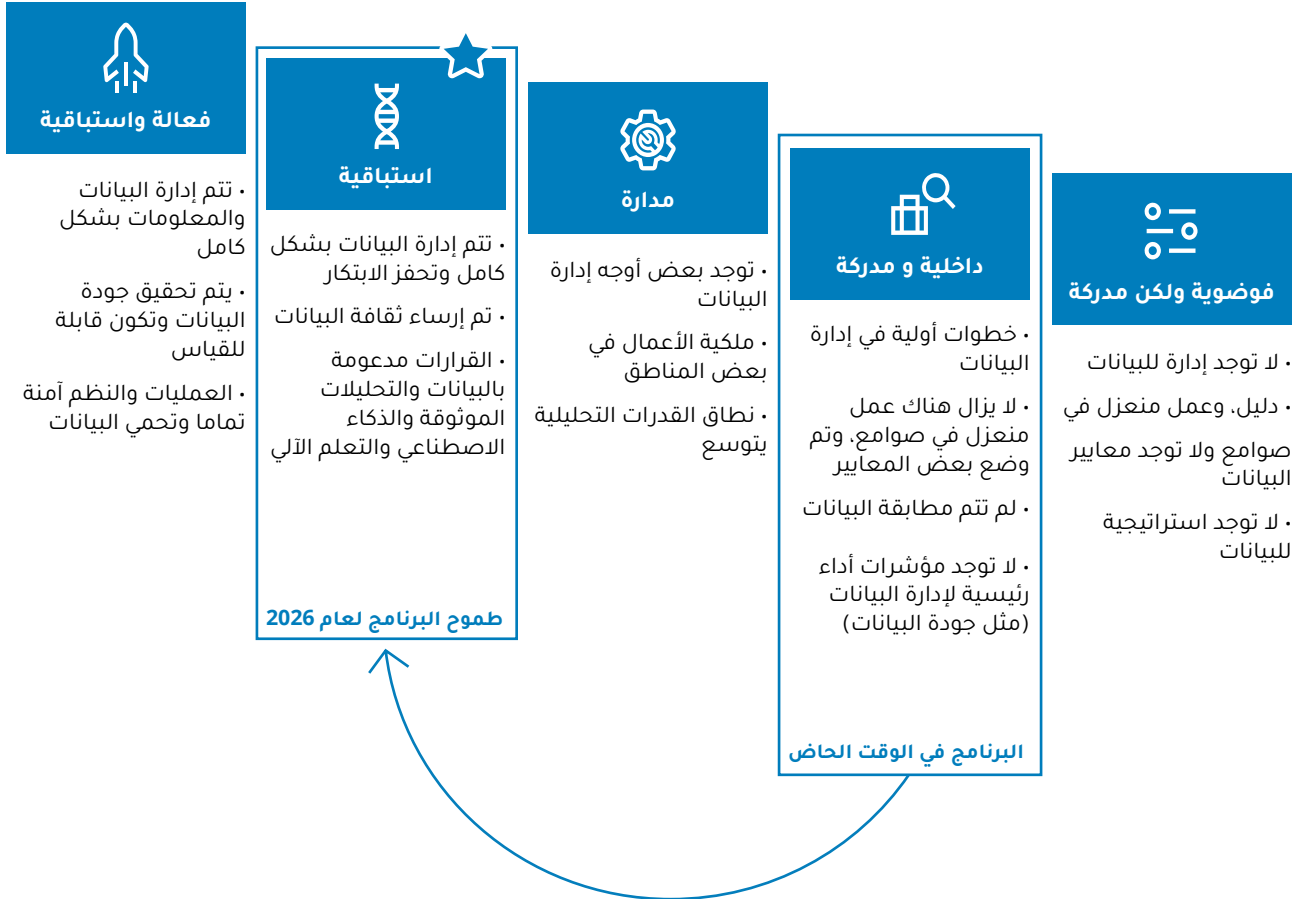 فوضوية ولكن مدركة
• لا توجد إدارة للبيانات
• دليل، وعمل منعزل في
صوامع ولا توجد معايير
البيانات
• لا توجد استراتيجية
للبيانات
داخلية و مدركة
• خطوات أولية في إدارة
البيانات
• لا يزال هناك عمل
منعزل في صوامع، وتم
وضع بعض المعايير
• لم تتم مطابقة البيانات
• لا توجد مؤشرات أداء
رئيسية لإدارة البيانات
(مثل جودة البيانات)
البرنامج في الوقت الحاض
مدارة
• توجد بعض أوجه إدارة
البيانات
• ملكية الأعمال في
بعض المناطق
• نطاق القدرات التحليلية
يتوسع
استباقية
• تتم إدارة البيانات بشكل
كامل وتحفز الابتكار
• تم إرساء ثقافة البيانات
• القرارات مدعومة
بالبيانات والتحليلات
الموثوقة والذكاء
الاصطناعي والتعلم الآلي
طموح البرنامج لعام 2026
فعالة واستباقية
• تتم إدارة البيانات
والمعلومات بشكل
كامل
• يتم تحقيق جودة
البيانات وتكون قابلة
للقياس
• العمليات والنظم آمنة
تماما وتحمي البيانات